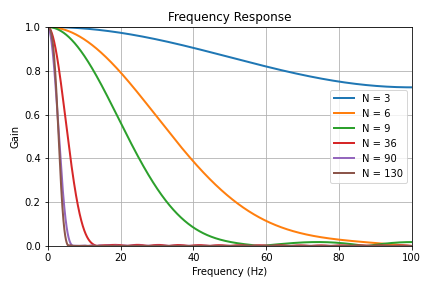 Frequency Response
Gain
1.0
0.8
0.6
0.4
0.2
0.0
N = 3
N = 6
N = 9
N = 36
N = 90
N = 130
0
20
40
60
80
100
Frequency (Hz)